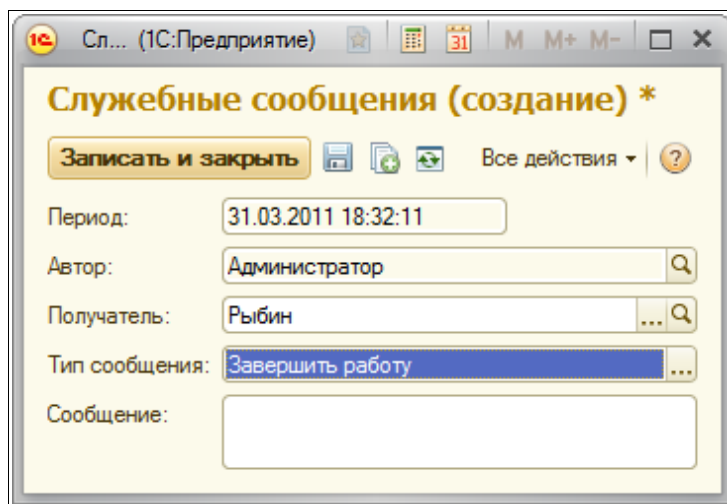 1С Сл... (1С:Предприятие) 31 M M+ M-
Служебные сообщения (создание) *
Записать и закрыть Все действия ?
Период: 31.03.2011 18:32:11
Автор: Администратор
Получатель: Рыбин ...
Тип сообщения: Завершить работу ...
Сообщение: